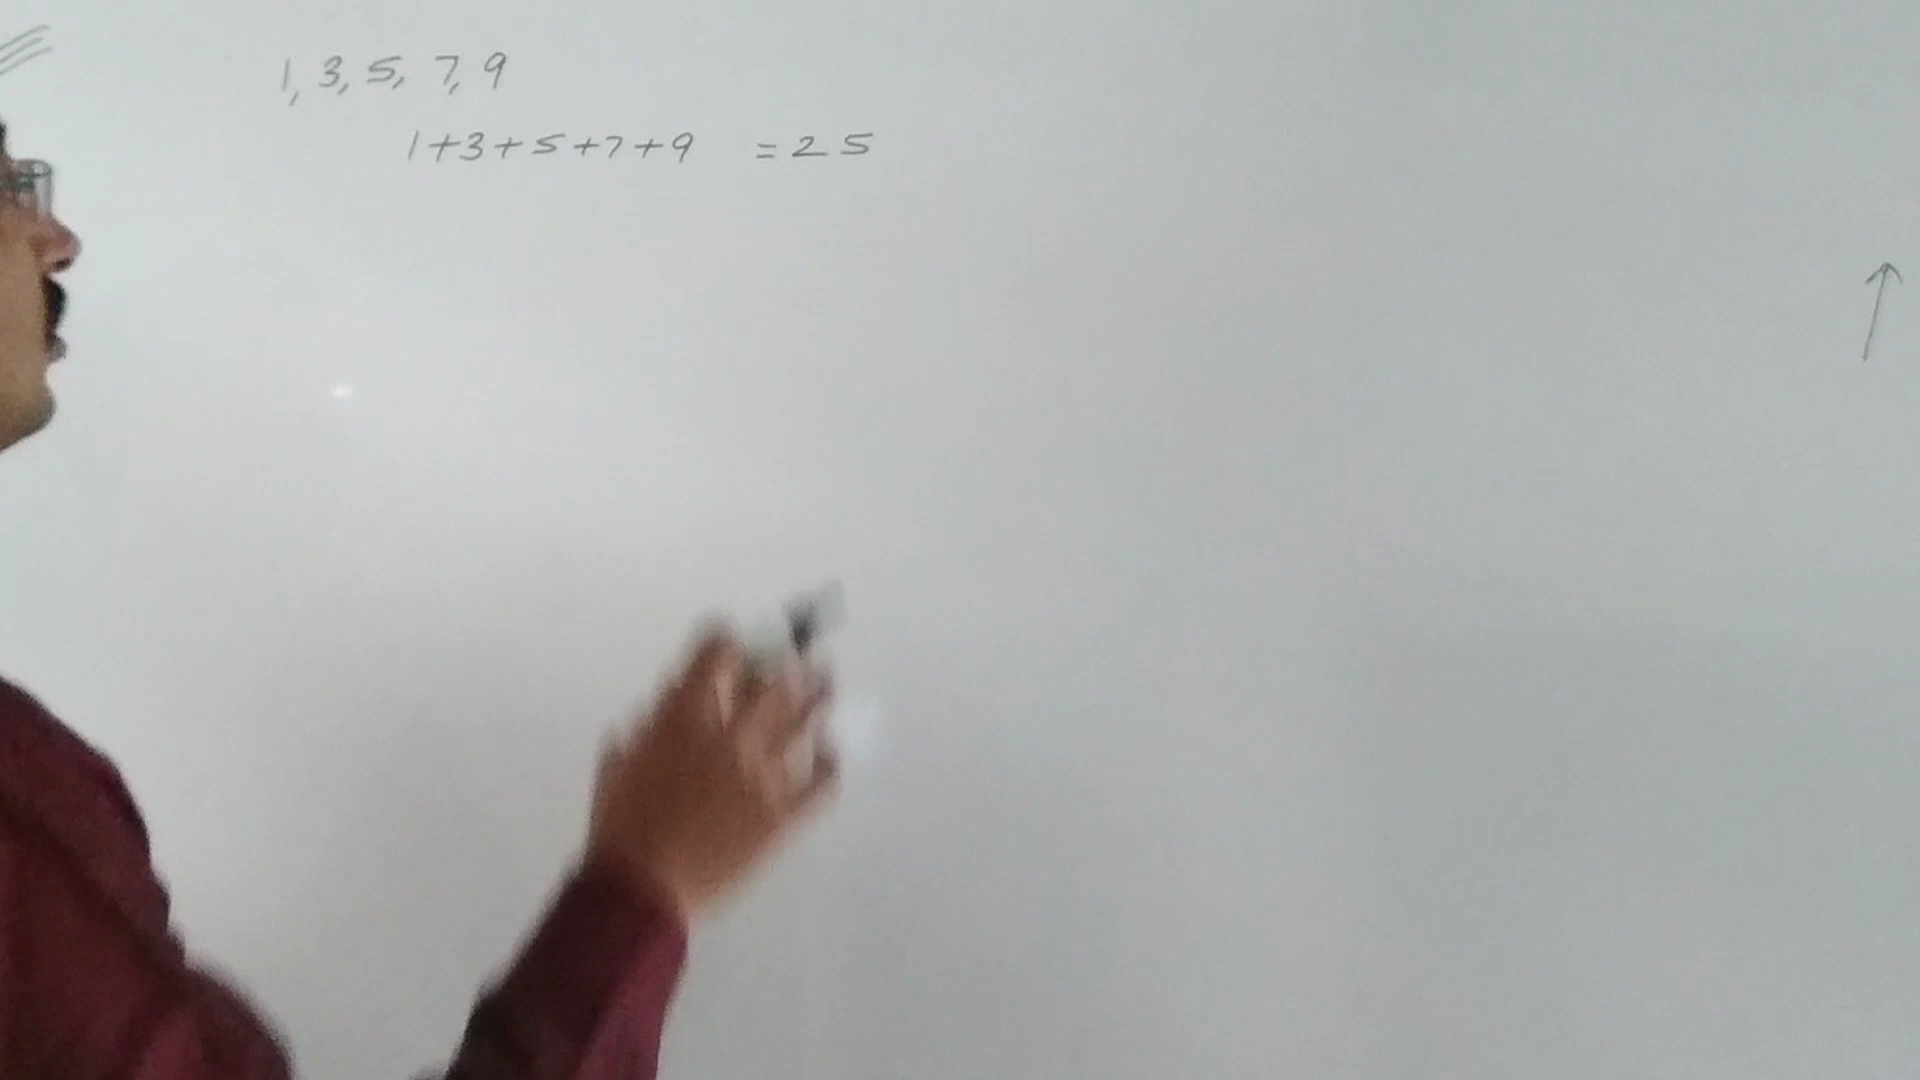 1, 3, 5, 7, 9
1+3+5+7+9 =25